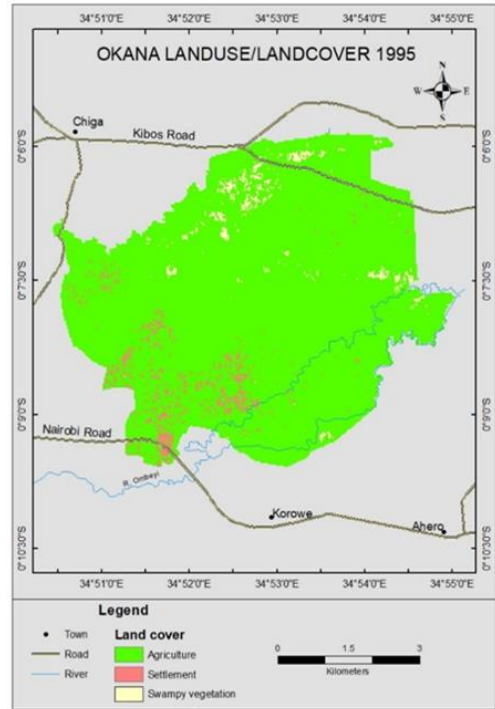 34°51'0"E 34°52'0"E 34°53'0"E 34°54'0"E 34°55'0"E
OKANA LANDUSE/LANDCOVER 1995
N
W E
S
Chiga
Kibos Road
0°6'0"S 0°6'0"S
0°7'30"S 0°7'30"S
0°9'0"S 0°9'0"S
Nairobi Road
R. Ombeyi
Korowe
Ahero
0°10'30"S 0°10'30"S
34°51'0"E 34°52'0"E 34°53'0"E 34°54'0"E 34°55'0"E
Legend
Town
Road
River
Land cover
Agriculture
Settlement
Swampy vegetation
0 1.5 3
Kilometers